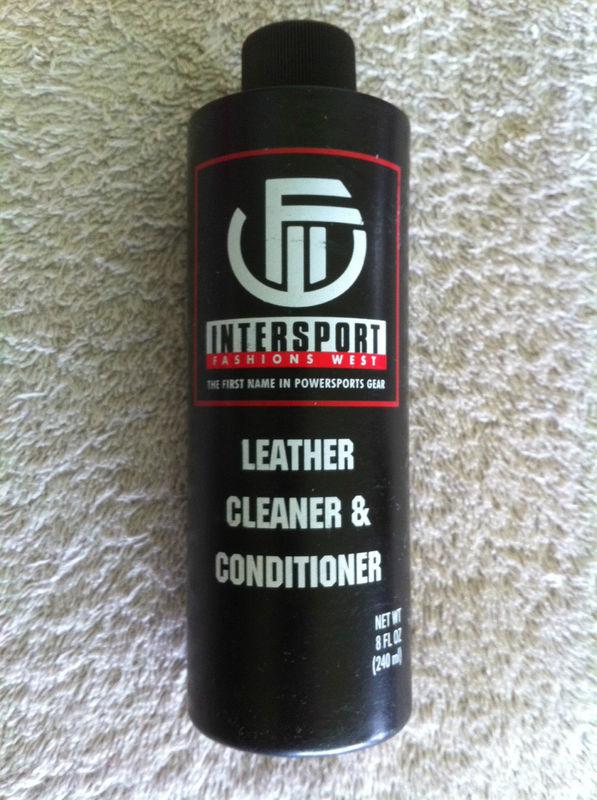 INTERSPORT
FASHIONS WEST
THE FIRST NAME IN POWERSPORTS GEAR
LEATHER
CLEANER &
CONDITIONER
NET WT
8 FL OZ
(240 ml)